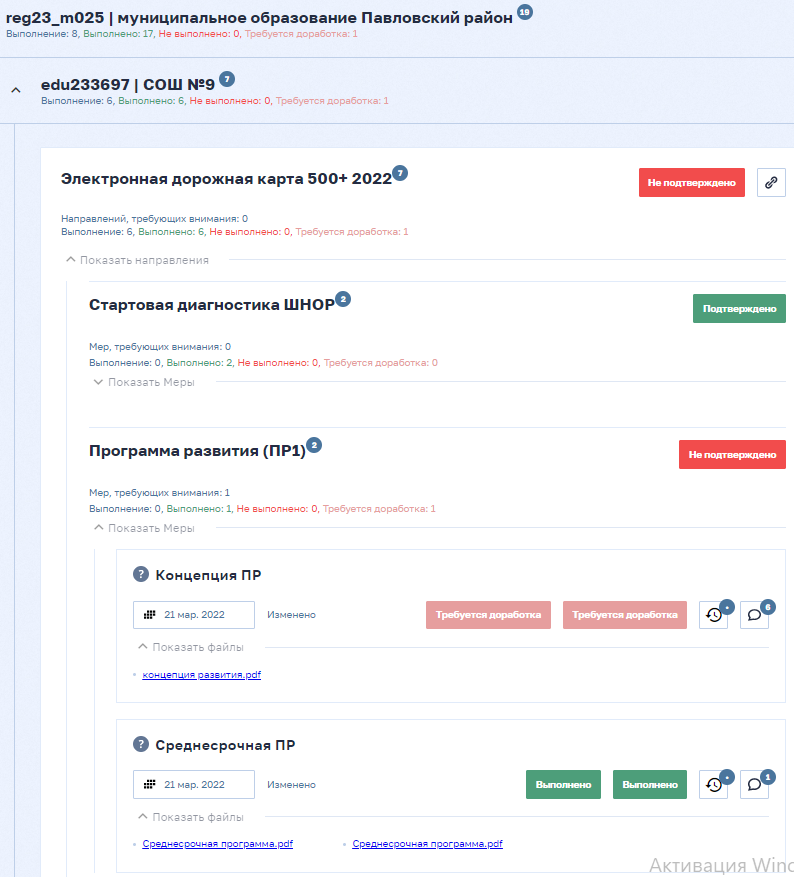 reg23_m025 | муниципальное образование Павловский район 19
Выполнение: 8, Выполнено: 17, Не выполнено: 0, Требуется доработка: 1
edu233697 | СОШ №9 7
Выполнение: 6, Выполнено: 6, Не выполнено: 0, Требуется доработка: 1
Электронная дорожная карта 500+ 2022 7
Не подтверждено
Направлений, требующих внимания: 0
Выполнение: 6, Выполнено: 6, Не выполнено: 0, Требуется доработка: 1
Показать направления
Стартовая диагностика ШНОР 2
Подтверждено
Мер, требующих внимания: 0
Выполнение: 0, Выполнено: 2, Не выполнено: 0, Требуется доработка: 0
Показать Меры
Программа развития (ПР1) 2
Не подтверждено
Мер, требующих внимания: 1
Выполнение: 0, Выполнено: 1, Не выполнено: 0, Требуется доработка: 1
Показать Меры
? Концепция ПР
21 мар. 2022 Изменено Требуется доработка Требуется доработка 6
Показать файлы
концепция развития.pdf
? Среднесрочная ПР
21 мар. 2022 Изменено Выполнено Выполнено 1
Показать файлы
Среднесрочная программа.pdf Среднесрочная программа.pdf
Активация Winc